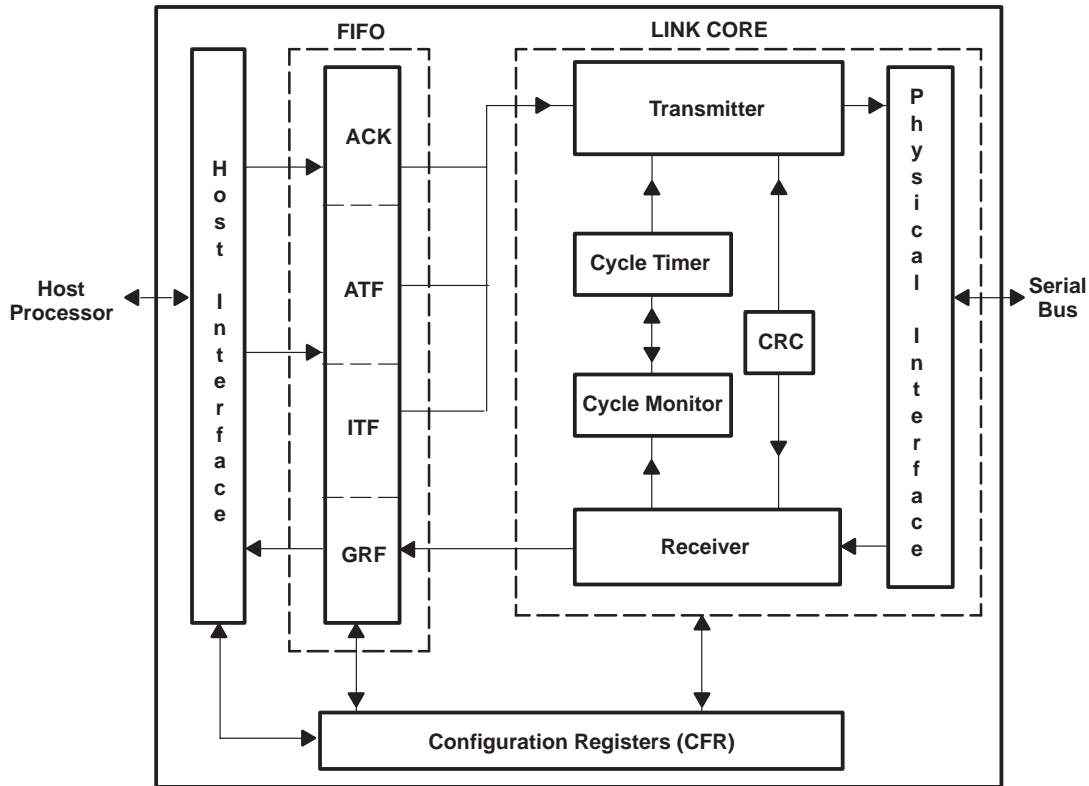 FIFO
LINK CORE
Host Interface
ACK
ATF
ITF
GRF
Transmitter
Physical Interface
Cycle Timer
CRC
Cycle Monitor
Receiver
Host
Processor
Serial
Bus
Configuration Registers (CFR)